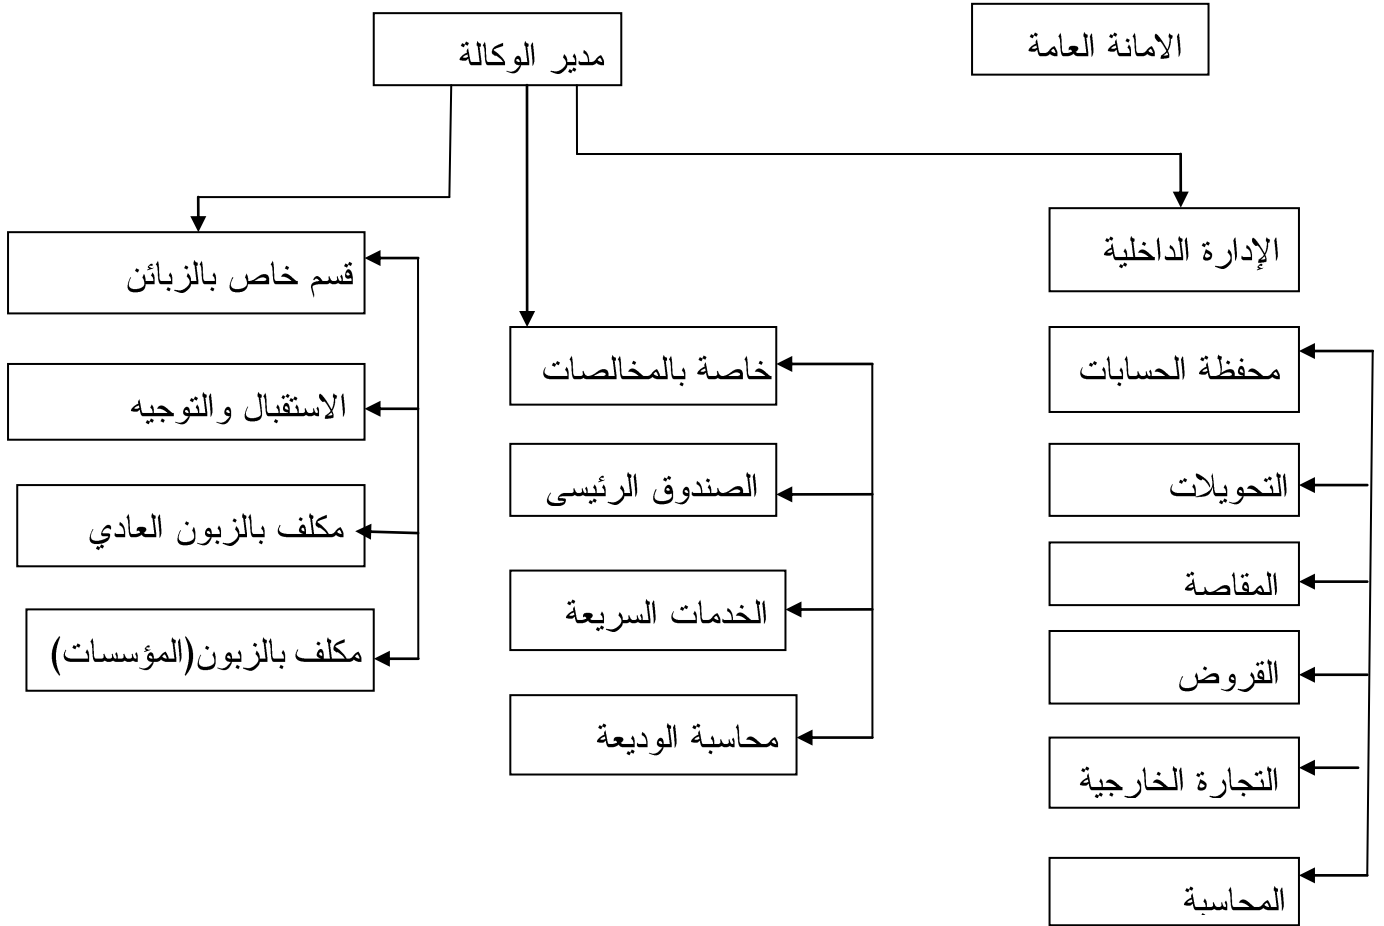 الامانة العامة
مدير الوكالة
الإدارة الداخلية
محفظة الحسابات
التحويلات
المقاصة
القروض
التجارة الخارجية
المحاسبة
خاصة بالمخالصات
الصندوق الرئيسى
الخدمات السريعة
محاسبة الوديعة
قسم خاص بالزبائن
الاستقبال والتوجيه
مكلف بالزبون العادي
مكلف بالزبون(المؤسسات)